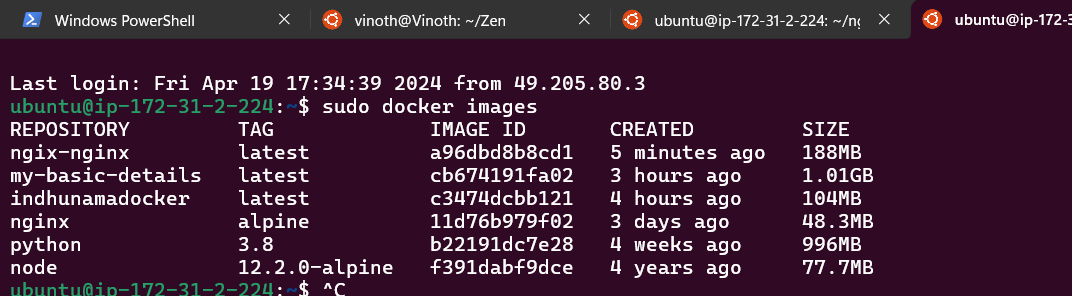 Windows PowerShell
vinoth@Vinoth: ~/Zen
ubuntu@ip-172-31-2-224: ~/ng
ubuntu@ip-172-3
Last login: Fri Apr 19 17:34:39 2024 from 49.205.80.3
ubuntu@ip-172-31-2-224:~$ sudo docker images
REPOSITORY TAG IMAGE ID CREATED SIZE
ngix-nginx latest a96dbd8b8cd1 5 minutes ago 188MB
my-basic-details latest cb674191fa02 3 hours ago 1.01GB
indhunamadocker latest c3474dcbb121 4 hours ago 104MB
nginx alpine 11d76b979f02 3 days ago 48.3MB
python 3.8 b22191dc7e28 4 weeks ago 996MB
node 12.2.0-alpine f391dabf9dce 4 years ago 77.7MB
ubuntu@ip-172-31-2-224:~$ ^C